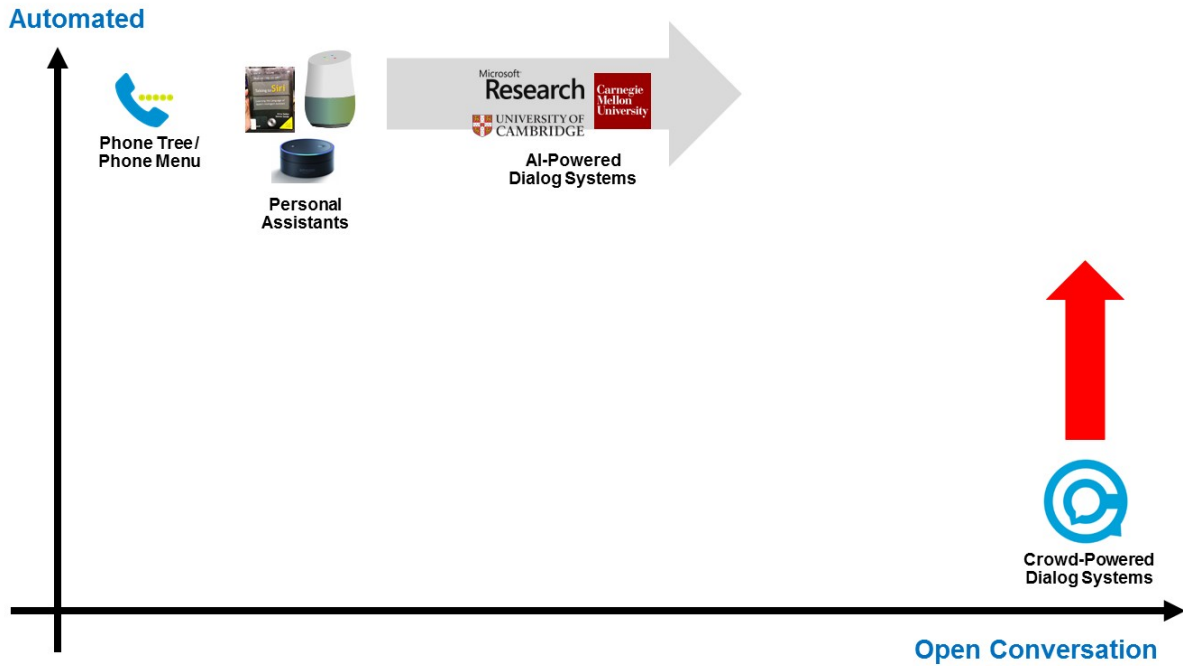 Automated
Phone Tree /
Phone Menu
Siri
Personal
Assistants
Microsoft
Research
UNIVERSITY OF
CAMBRIDGE
Carnegie
Mellon
University
AI-Powered
Dialog Systems
Crowd-Powered
Dialog Systems
Open Conversation